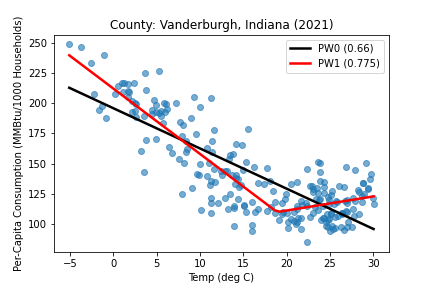 County: Vanderburgh, Indiana (2021)
PW0 (0.66)
PW1 (0.775)
Per-Capita Consumption (MMBtu/1000 Households)
250
225
200
175
150
125
100
−5 0 5 10 15 20 25 30
Temp (deg C)